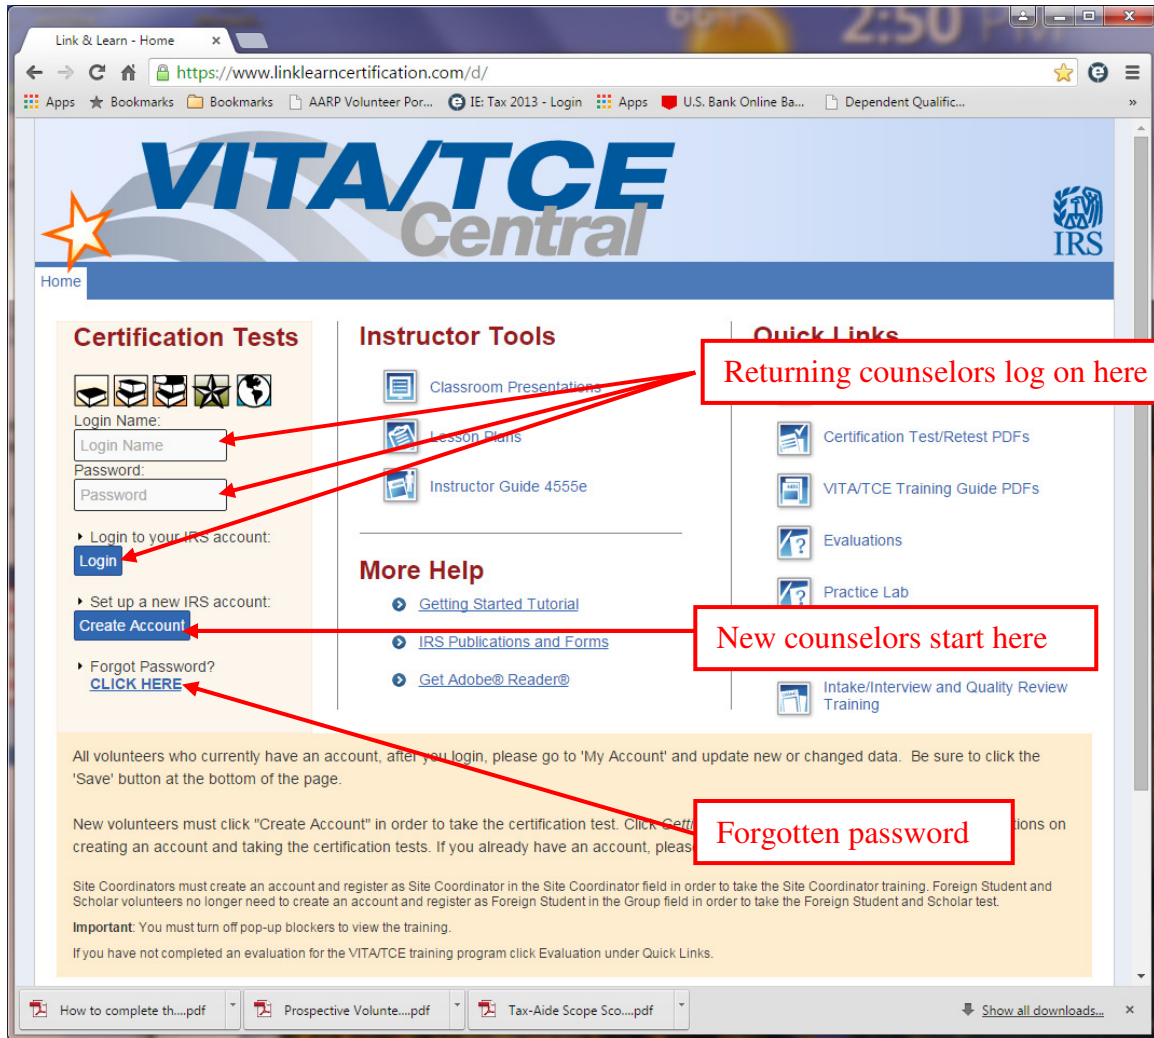 2:50 PM
Link & Learn - Home
https://www.linklearncertification.com/d/
Apps Bookmarks Bookmarks AARP Volunteer Por... IE: Tax 2013 - Login Apps U.S. Bank Online Ba... Dependent Qualific... »
VITA/TCE
Central
IRS
Home
Certification Tests
Login Name:
Login Name
Password:
Password
Login to your IRS account:
Login
Set up a new IRS account:
Create Account
Forgot Password?
CLICK HERE
Instructor Tools
Classroom Presentations
Lesson Plans
Instructor Guide 4555e
More Help
Getting Started Tutorial
IRS Publications and Forms
Get Adobe® Reader®
Quick Links
Returning counselors log on here
Certification Test/Retest PDFs
VITA/TCE Training Guide PDFs
Evaluations
Practice Lab
New counselors start here
Intake/Interview and Quality Review
Training
All volunteers who currently have an account, after you login, please go to 'My Account' and update new or changed data. Be sure to click the
'Save' button at the bottom of the page.
New volunteers must click "Create Account" in order to take the certification test. Click
creating an account and taking the certification tests. If you already have an account,
Forgotten password
Site Coordinators must create an account and register as Site Coordinator in the Site Coordinator field in order to take the Site Coordinator training. Foreign Student and
Scholar volunteers no longer need to create an account and register as Foreign Student in the Group field in order to take the Foreign Student and Scholar test.
Important: You must turn off pop-up blockers to view the training.
If you have not completed an evaluation for the VITA/TCE training program click Evaluation under Quick Links.
How to complete th....pdf Prospective Volunte....pdf Tax-Aide Scope Sco....pdf Show all downloads...